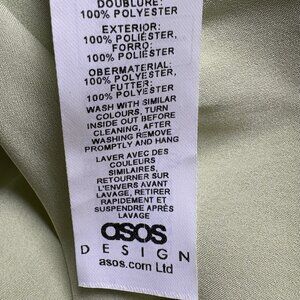 DOUBLURE:
100% POLYESTER
EXTERIOR:
100% POLIÉSTER,
FORRO:
100% POLIÉSTER
OBERMATERIAL:
100% POLYESTER,
FUTTER:
100% POLYESTER
WASH WITH SIMILAR
COLOURS, TURN
INSIDE OUT BEFORE
CLEANING, AFTER
WASHING REMOVE
PROMPTLY AND HANG
LAVER AVEC DES
COULEURS
SIMILAIRES,
RETOURNER SUR
L'ENVERS AVANT
LAVAGE, RETIRER
RAPIDEMENT ET
SUSPENDRE APRÈS
LAVAGE
asos
DESIGN
asos.com Ltd